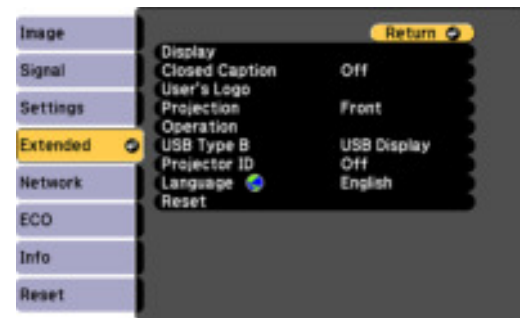 Image
Signal
Settings
Extended
Network
ECO
Info
Reset
Return
Display
Closed Caption Off
User's Logo
Projection Front
Operation
USB Type B USB Display
Projector ID Off
Language English
Reset